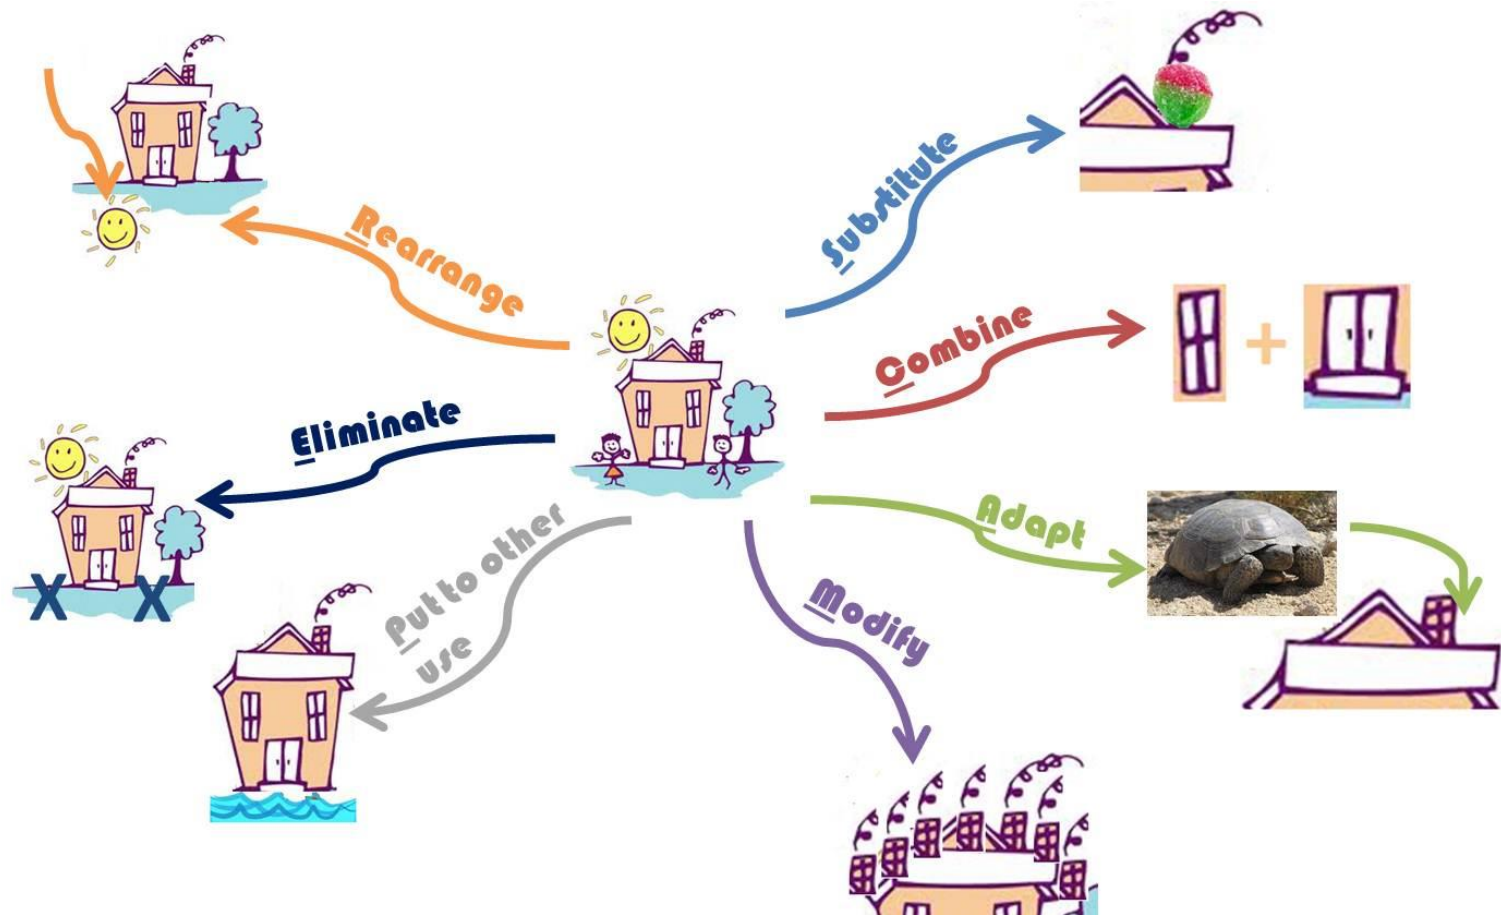 Substitute
Combine
Adapt
Modify
Put to other
use
Eliminate
Rearrange
X X
+